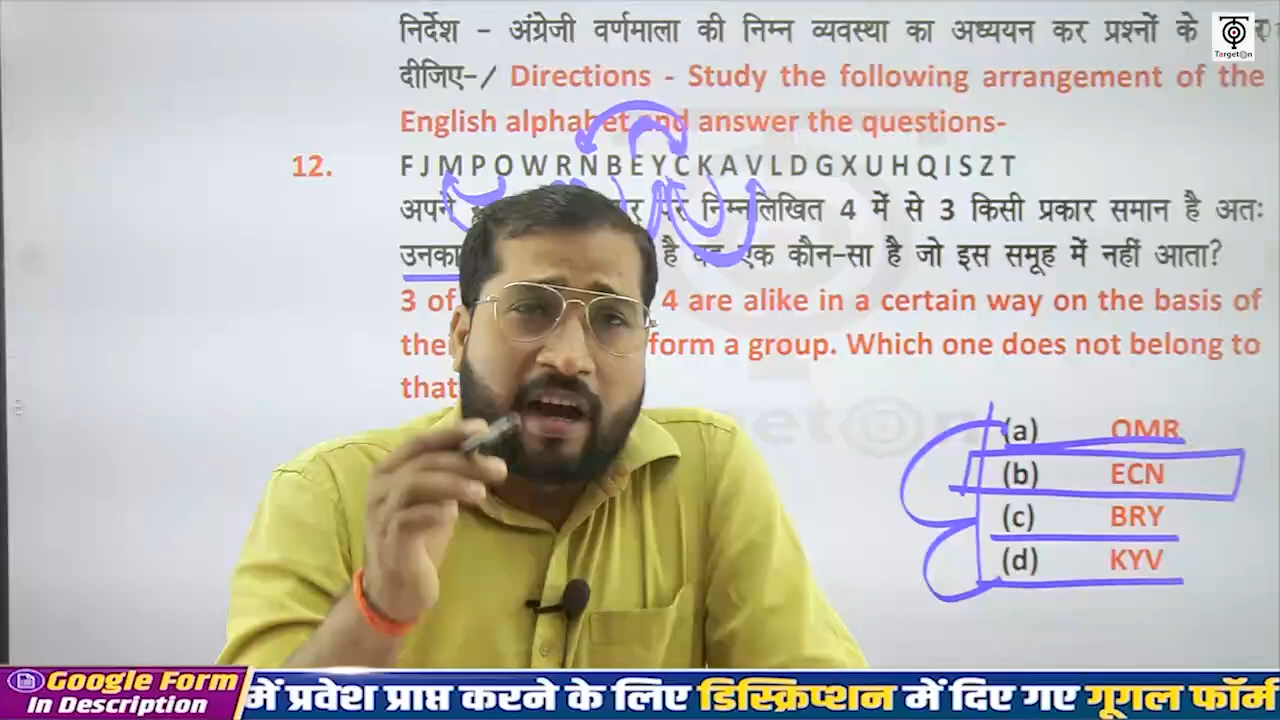 निर्देश – अंग्रेजी वर्णमाला की निम्न व्यवस्था का अध्ययन कर प्रश्नों के
TargetOn
दीजिए–/ Directions - Study the following arrangement of the
English alphabet and answer the questions-
12. F J M P O W R N B E Y C K A V L D G X U H Q I S Z T
अपने पर निम्नलिखित 4 में से 3 किसी प्रकार समान है अतः
उनका है वह एक कौन-सा है जो इस समूह में नहीं आता?
3 of 4 are alike in a certain way on the basis of
form a group. Which one does not belong to
that
(a) OMR
(b) ECN
(c) BRY
(d) KYV
Google Form
In Description
में प्रवेश प्राप्त करने के लिए डिस्क्रिप्शन में दिए गए गूगल फॉर्म